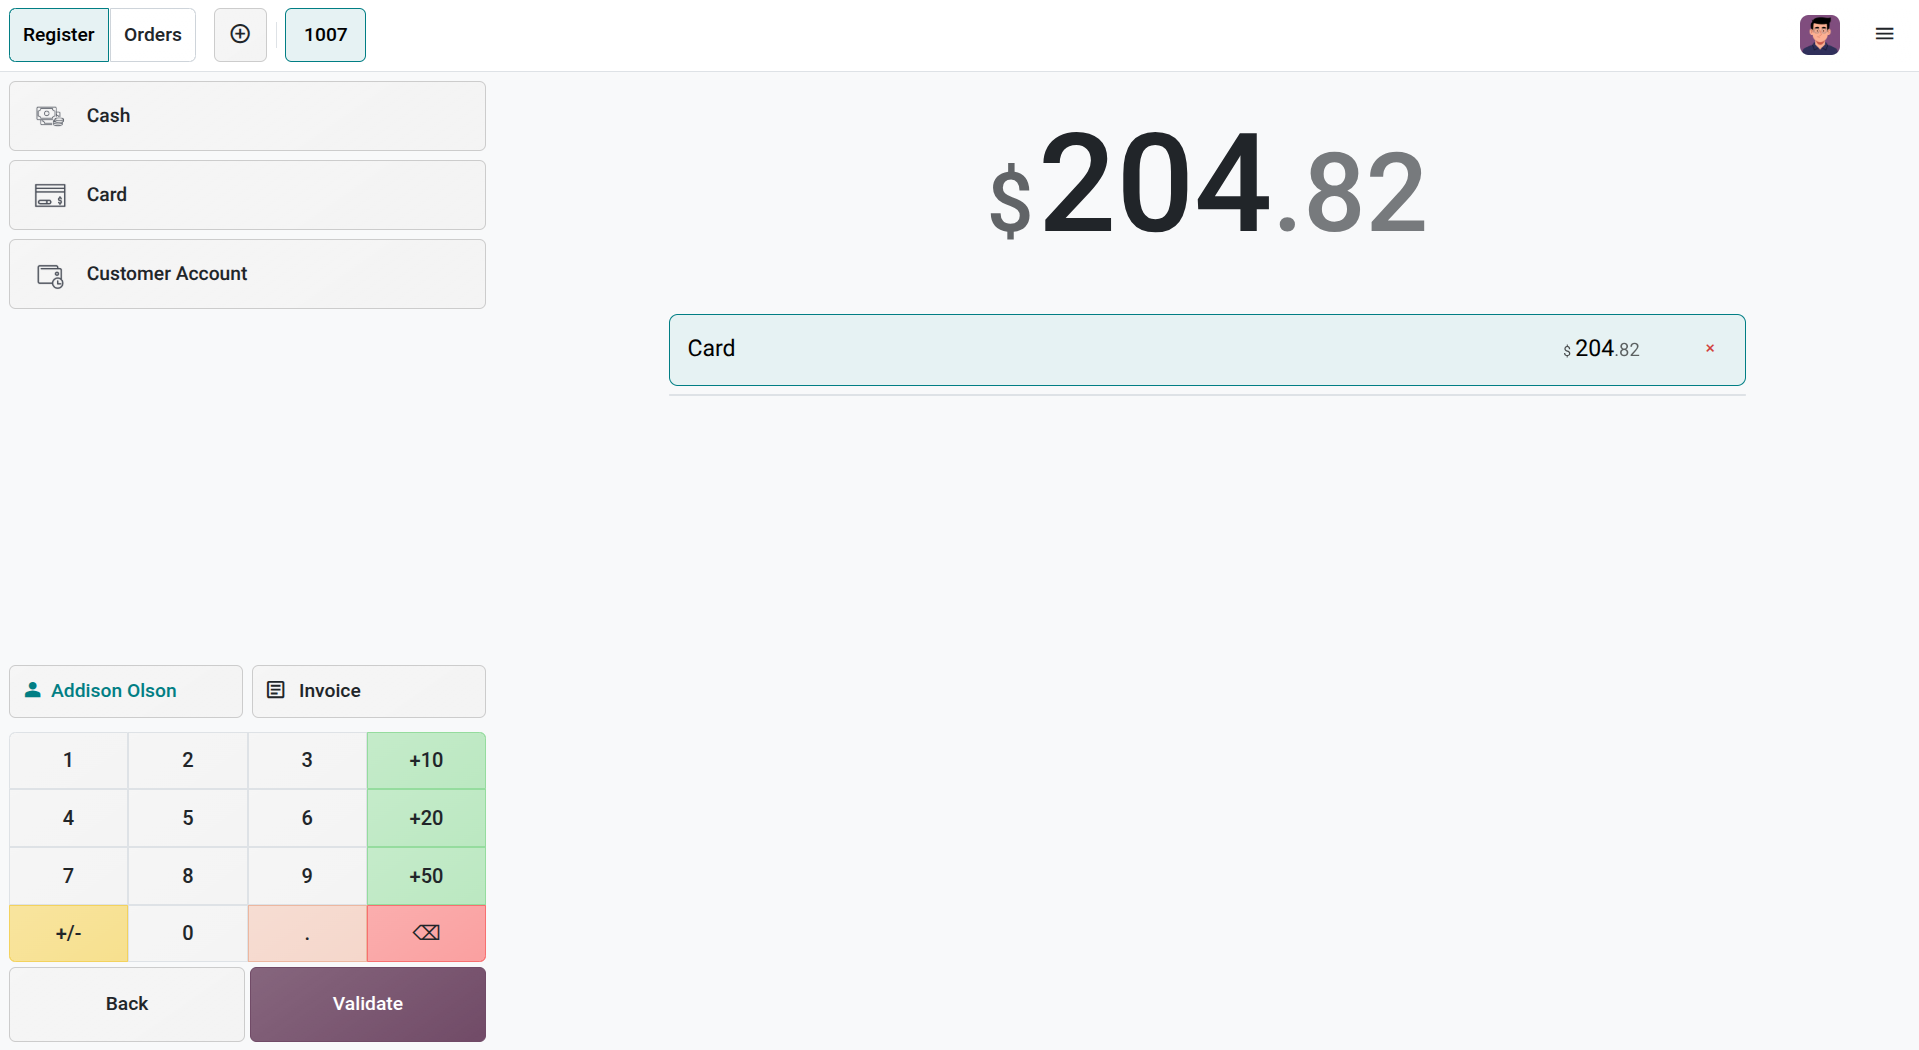 Register
Orders
1007
Cash
Card
Customer Account
$204.82
Card
$ 204.82
×
Addison Olson
Invoice
1 2 3 +10
4 5 6 +20
7 8 9 +50
+/- 0 . ⌫
Back
Validate